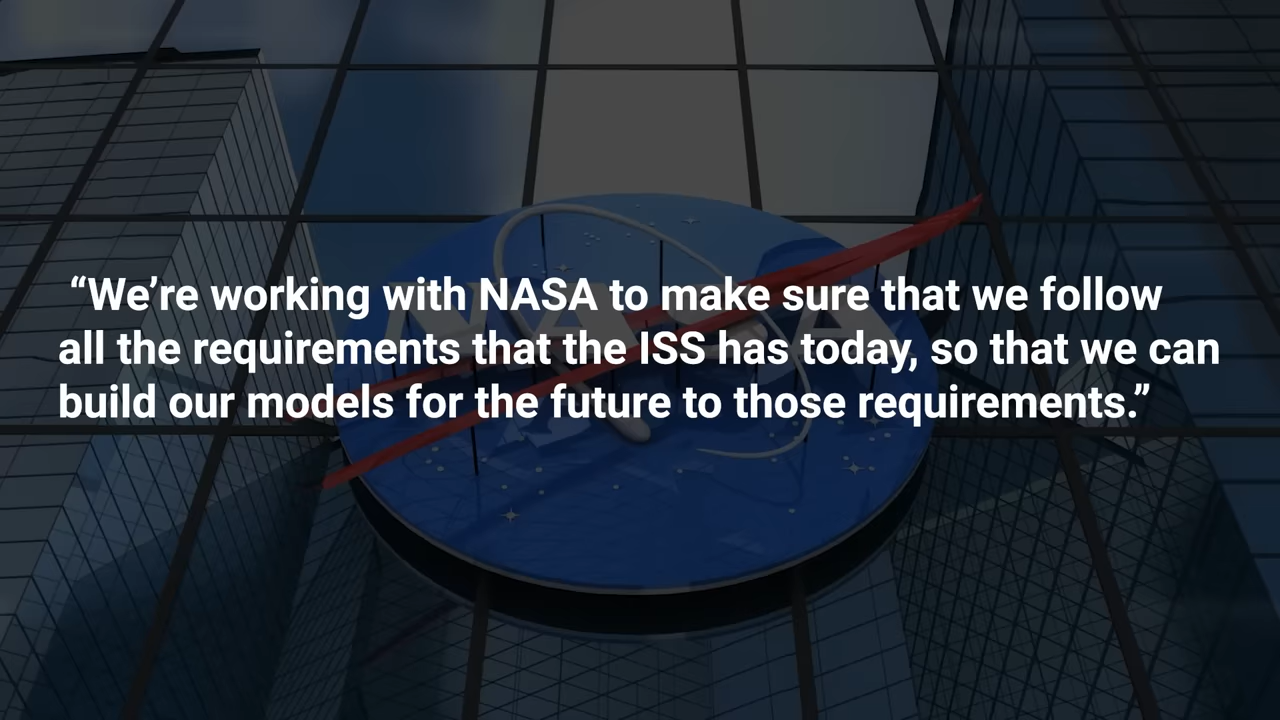 “We’re working with NASA to make sure that we follow
all the requirements that the ISS has today, so that we can
build our models for the future to those requirements.”
NASA